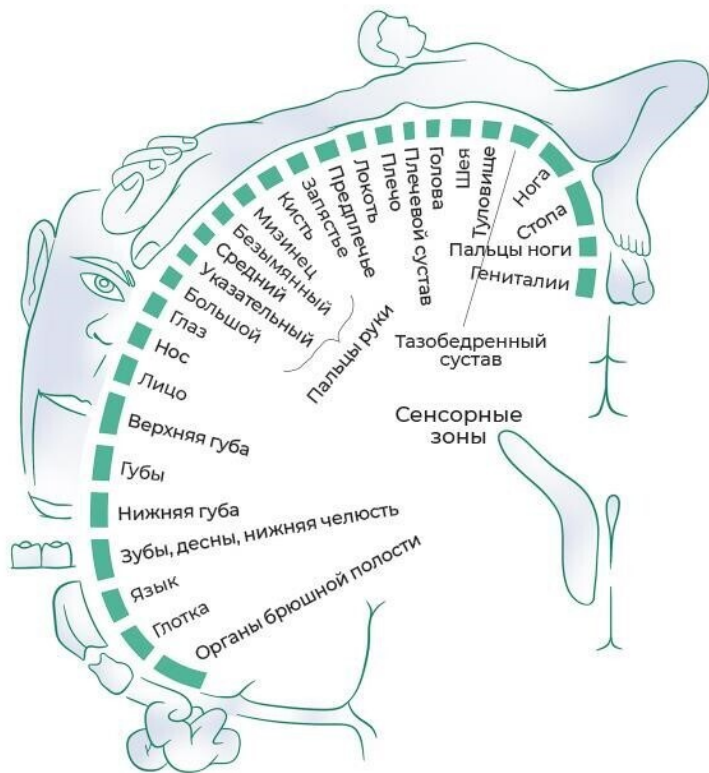 Гениталии
Пальцы ноги
Стопа
Нога
Тазобедренный
сустав
Туловище
Шея
Голова
Плечевой сустав
Плечо
Локоть
Предплечье
Запястье
Кисть
Мизинец
Безымянный
Средний
Указательный
Большой
Пальцы руки
Глаз
Нос
Лицо
Верхняя губа
Губы
Нижняя губа
Зубы, десны, нижняя челюсть
Язык
Глотка
Органы брюшной полости
Сенсорные
зоны